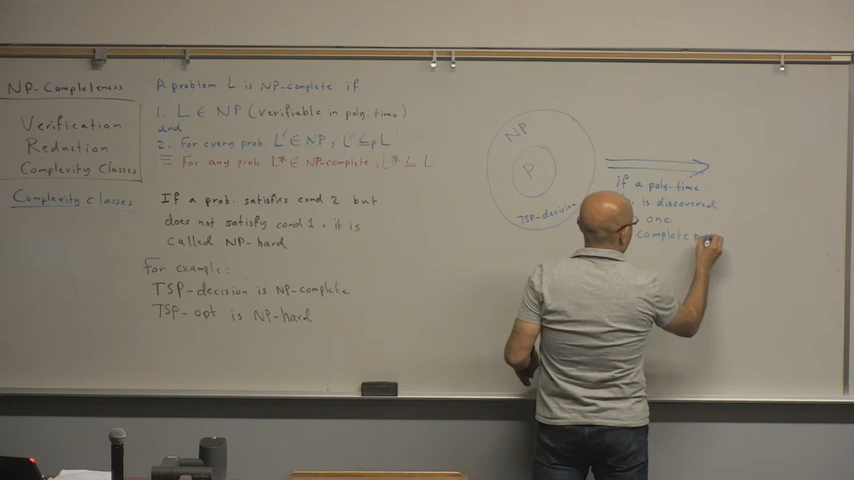 NP-Completeness
Verification
Reduction
Complexity Classes
Complexity Classes
A problem L is NP-complete if
1. L ∈ NP (verifiable in poly. time)
and
2. For every prob. L' ∈ NP, L' ≤p L
≡ For any prob. L* ∈ NP-complete, L* ≤ L
If a prob. satisfies cond 2 but
does not satisfy cond 1, it is
called NP-hard
For example:
TSP-decision is NP-complete
TSP-opt is NP-hard
NP
P
TSP-decision
if a poly. time
is discovered
one
complete